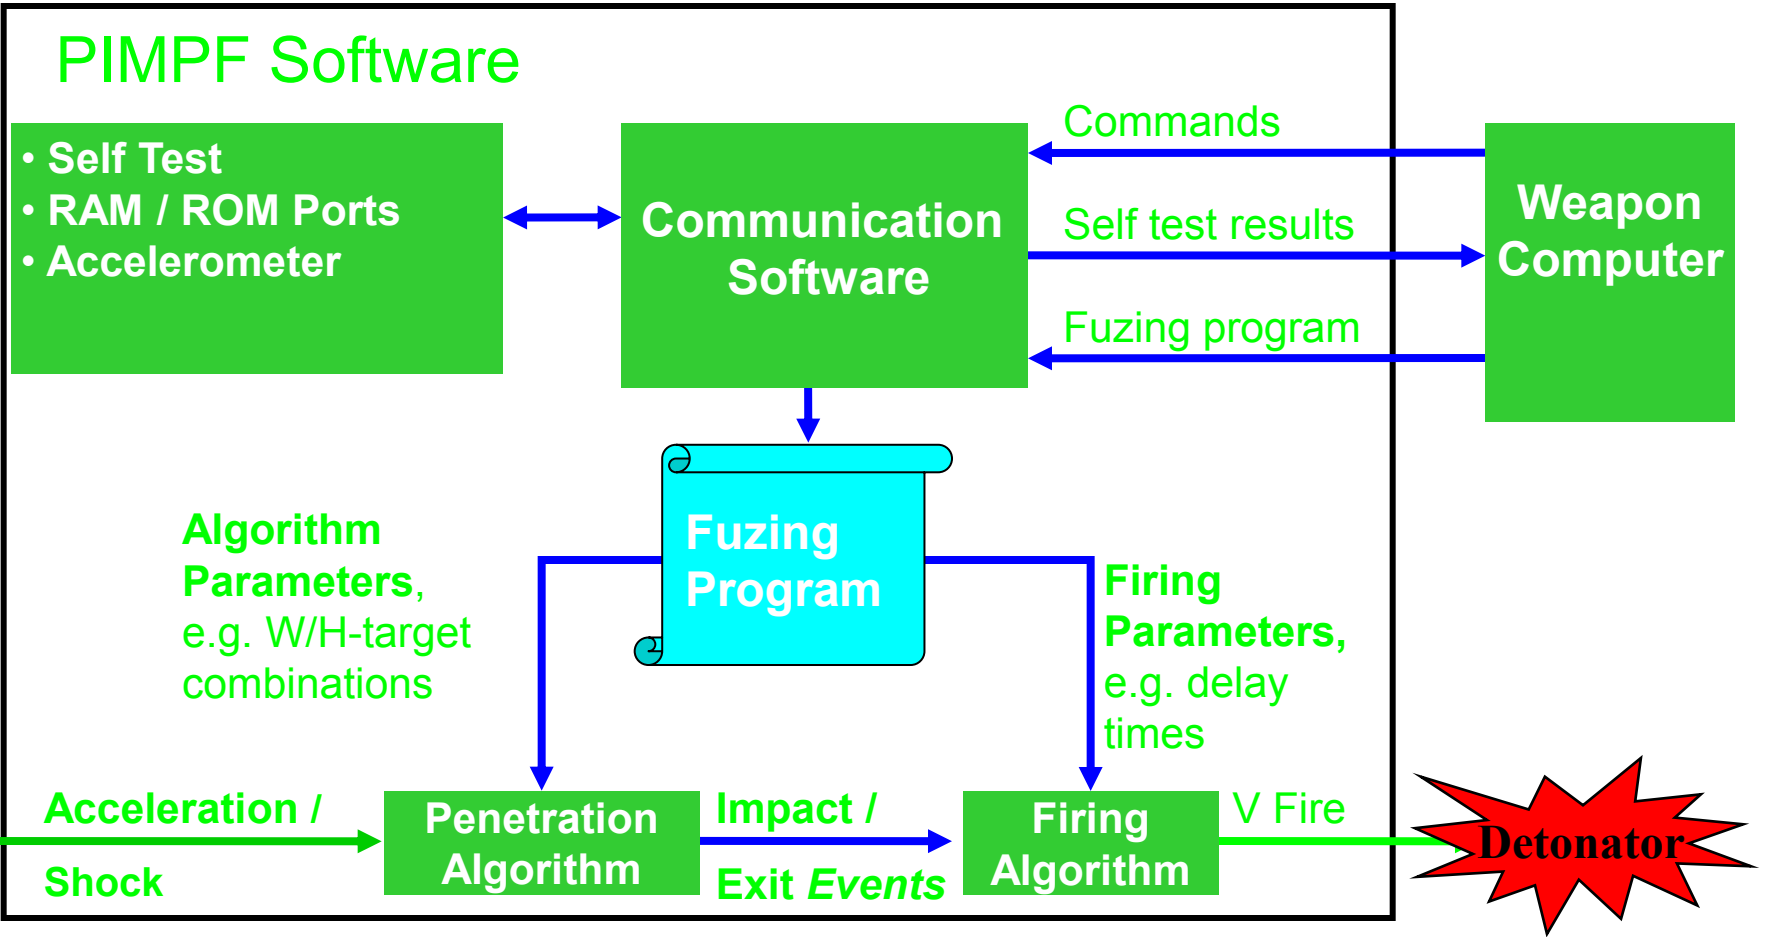 PIMPF Software
• Self Test
• RAM / ROM Ports
• Accelerometer
Communication
Software
Commands
Self test results
Fuzing program
Weapon
Computer
Fuzing
Program
Algorithm
Parameters,
e.g. W/H-target
combinations
Firing
Parameters,
e.g. delay
times
Acceleration /
Shock
Penetration
Algorithm
Impact /
Exit Events
Firing
Algorithm
V Fire
Detonator